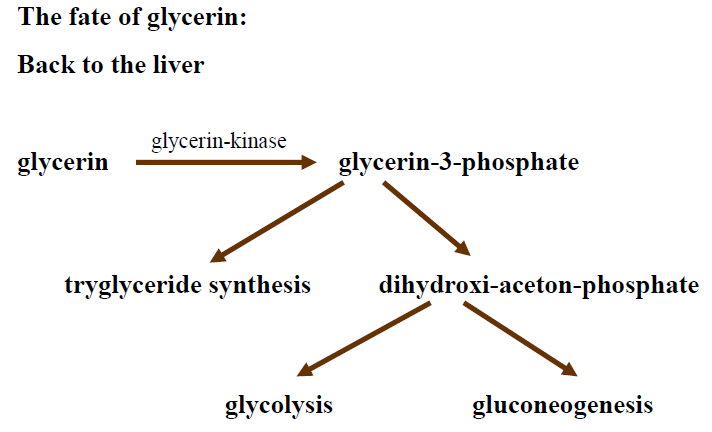 The fate of glycerin:
Back to the liver
glycerin-kinase
glycerin
glycerin-3-phosphate
tryglyceride synthesis
dihydroxi-aceton-phosphate
glycolysis
gluconeogenesis